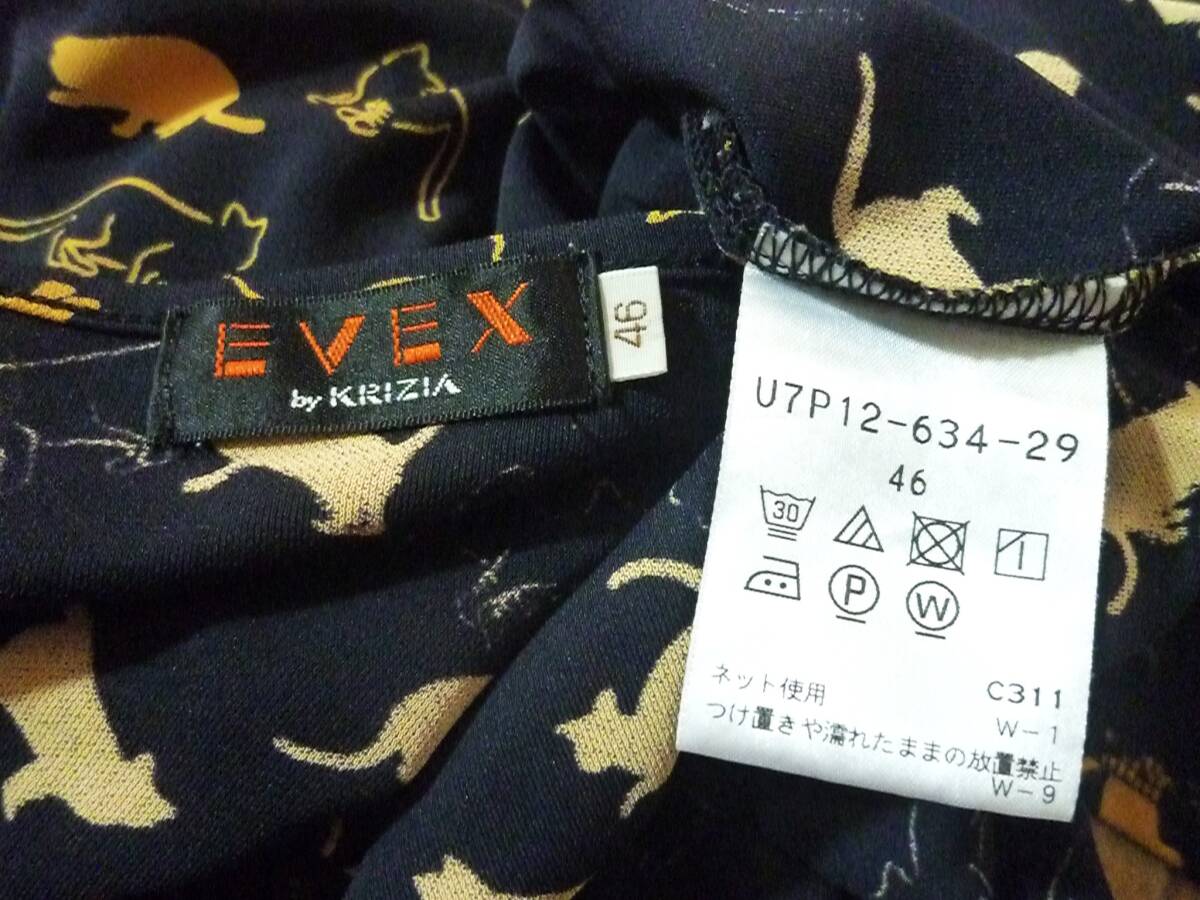 EVEX
by KRIZIA
46
U7P12-634-29
46
30
P W
ネット使用 C311
W-1
つけ置きや濡れたままの放置禁止
W-9